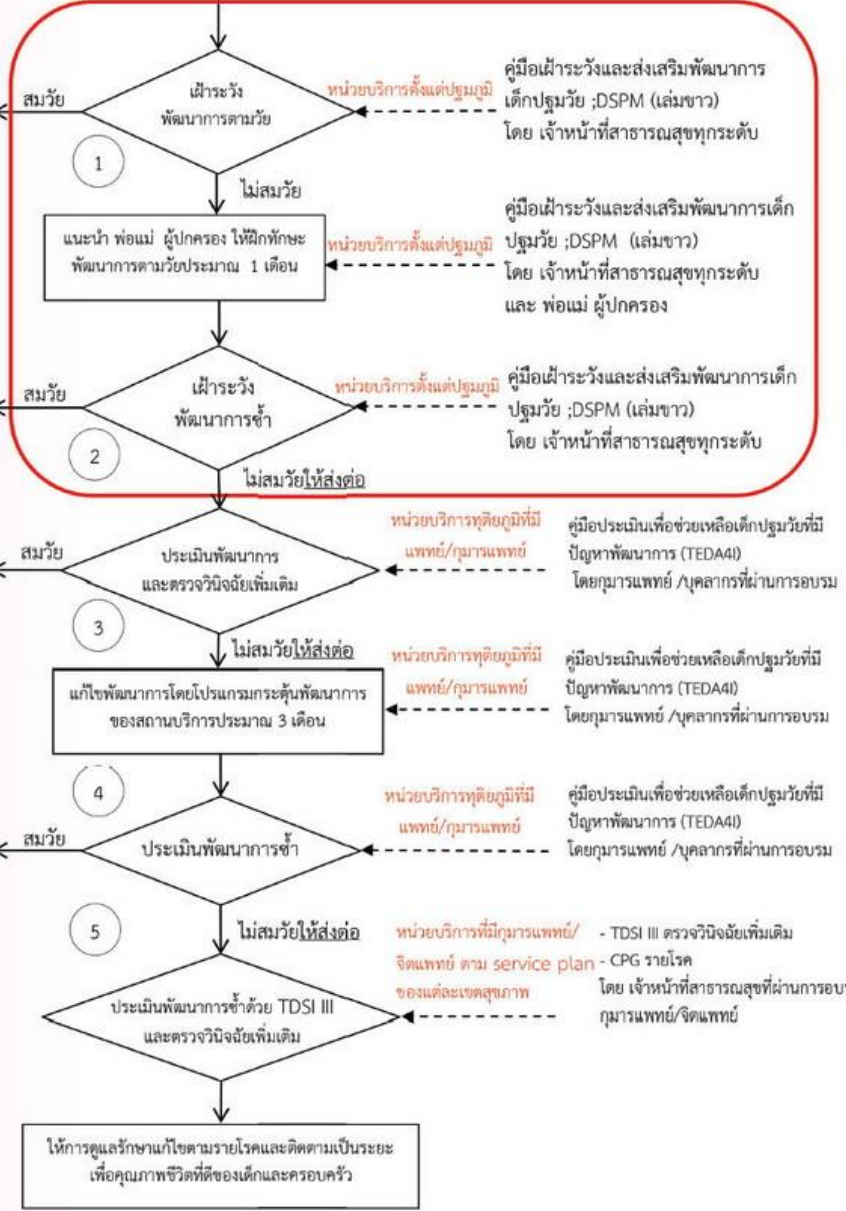 สมวัย
เฝ้าระวัง
พัฒนาการตามวัย
หน่วยบริการตั้งแต่ปฐมภูมิ
คู่มือเฝ้าระวังและส่งเสริมพัฒนาการ
เด็กปฐมวัย ;DSPM (เล่มขาว)
โดย เจ้าหน้าที่สาธารณสุขทุกระดับ
1
ไม่สมวัย
แนะนำ พ่อแม่ ผู้ปกครอง ให้ฝึกทักษะ
พัฒนาการตามวัยประมาณ 1 เดือน
หน่วยบริการตั้งแต่ปฐมภูมิ
คู่มือเฝ้าระวังและส่งเสริมพัฒนาการเด็ก
ปฐมวัย ;DSPM (เล่มขาว)
โดย เจ้าหน้าที่สาธารณสุขทุกระดับ
และ พ่อแม่ ผู้ปกครอง
สมวัย
เฝ้าระวัง
พัฒนาการซ้ำ
หน่วยบริการตั้งแต่ปฐมภูมิ
คู่มือเฝ้าระวังและส่งเสริมพัฒนาการเด็ก
ปฐมวัย ;DSPM (เล่มขาว)
โดย เจ้าหน้าที่สาธารณสุขทุกระดับ
2
ไม่สมวัยให้ส่งต่อ
สมวัย
ประเมินพัฒนาการ
และตรวจวินิจฉัยเพิ่มเติม
หน่วยบริการทุติยภูมิที่มี
แพทย์/กุมารแพทย์
คู่มือประเมินเพื่อช่วยเหลือเด็กปฐมวัยที่มี
ปัญหาพัฒนาการ (TEDA4I)
โดยกุมารแพทย์ /บุคลากรที่ผ่านการอบรม
3
ไม่สมวัยให้ส่งต่อ
แก้ไขพัฒนาการโดยโปรแกรมกระตุ้นพัฒนาการ
ของสถานบริการประมาณ 3 เดือน
หน่วยบริการทุติยภูมิที่มี
แพทย์/กุมารแพทย์
คู่มือประเมินเพื่อช่วยเหลือเด็กปฐมวัยที่มี
ปัญหาพัฒนาการ (TEDA4I)
โดยกุมารแพทย์ /บุคลากรที่ผ่านการอบรม
4
สมวัย
ประเมินพัฒนาการซ้ำ
หน่วยบริการทุติยภูมิที่มี
แพทย์/กุมารแพทย์
คู่มือประเมินเพื่อช่วยเหลือเด็กปฐมวัยที่มี
ปัญหาพัฒนาการ (TEDA4I)
โดยกุมารแพทย์ /บุคลากรที่ผ่านการอบรม
5
ไม่สมวัยให้ส่งต่อ
ประเมินพัฒนาการซ้ำด้วย TDSI III
และตรวจวินิจฉัยเพิ่มเติม
หน่วยบริการที่มีกุมารแพทย์/
จิตแพทย์ ตาม service plan
ของแต่ละเขตสุขภาพ
- TDSI III ตรวจวินิจฉัยเพิ่มเติม
- CPG รายโรค
โดย เจ้าหน้าที่สาธารณสุขที่ผ่านการอบ
กุมารแพทย์/จิตแพทย์
ให้การดูแลรักษาแก้ไขตามรายโรคและติดตามเป็นระยะ
เพื่อคุณภาพชีวิตที่ดีของเด็กและครอบครัว